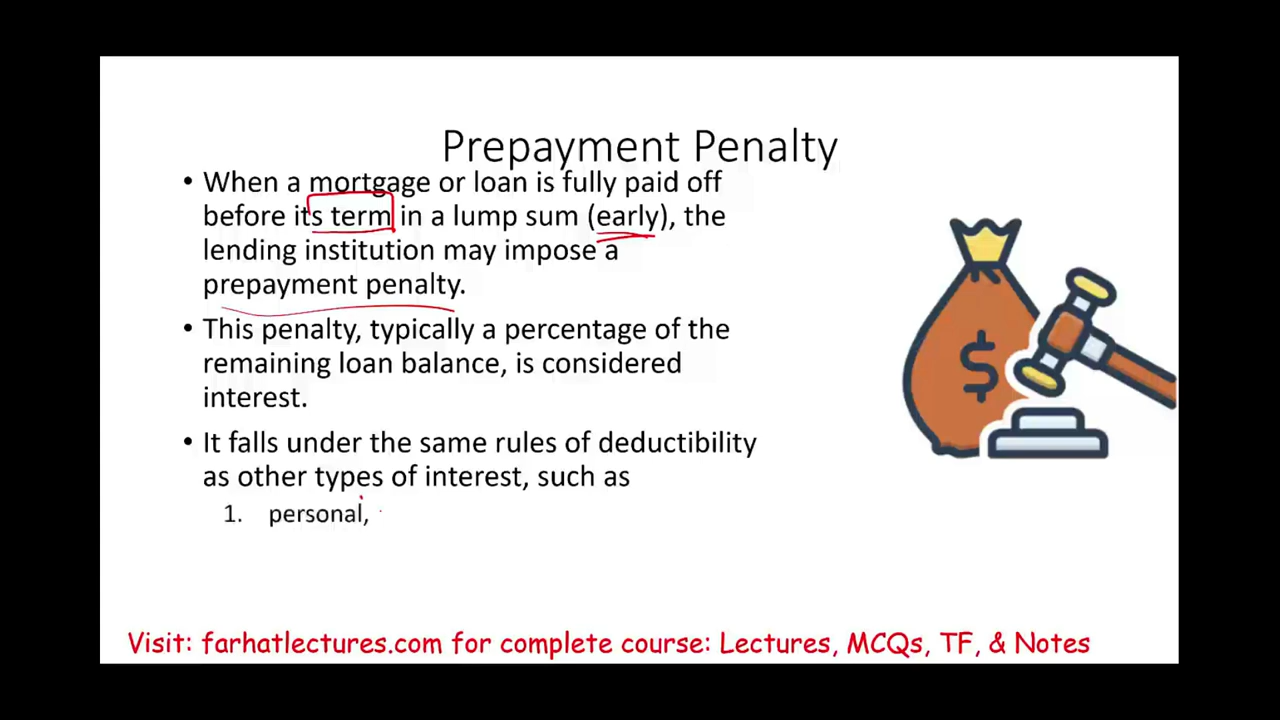 Prepayment Penalty
• When a mortgage or loan is fully paid off
before its term in a lump sum (early), the
lending institution may impose a
prepayment penalty.
• This penalty, typically a percentage of the
remaining loan balance, is considered
interest.
• It falls under the same rules of deductibility
as other types of interest, such as
1. personal,
$
Visit: farhatlectures.com for complete course: Lectures, MCQs, TF, & Notes